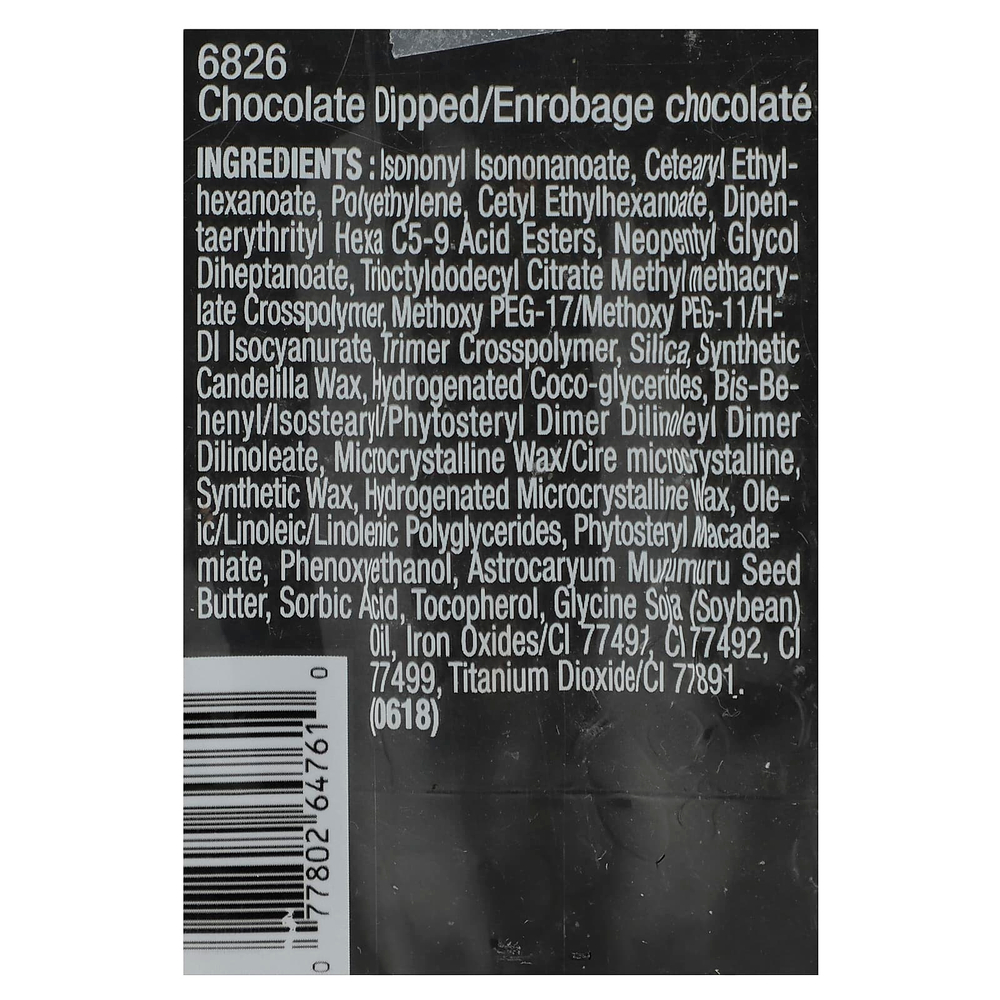 6826
Chocolate Dipped/Enrobage chocolaté
INGREDIENTS : Isononyl Isononanoate, Cetearyl Ethyl-
hexanoate, Polyethylene, Cetyl Ethylhexanoate, Dipen-
taerythrityl Hexa C5-9 Acid Esters, Neopentyl Glycol
Diheptanoate, Trioctyldodecyl Citrate Methylmethacry-
late Crosspolymer, Methoxy PEG-17/Methoxy PEG-11/H-
DI Isocyanurate Trimer Crosspolymer, Silica, Synthetic
Candelilla Wax, Hydrogenated Coco-glycerides, Bis-Be-
henyl/Isostearyl/Phytosteryl Dimer Dilinoleyl Dimer
Dilinoleate, Microcrystalline Wax/Cire microcrystalline,
Synthetic Wax, Hydrogenated Microcrystalline Wax, Ole-
ic/Linoleic/Linolenic Polyglycerides, Phytosteryl Macada-
miate, Phenoxyethanol, Astrocaryum Murumuru Seed
Butter, Sorbic Acid, Tocopherol, Glycine Soja (Soybean)
Oil, Iron Oxides/CI 77491, CI 77492, CI
77499, Titanium Dioxide/CI 77891.
(0618)
0 77802 64761 0